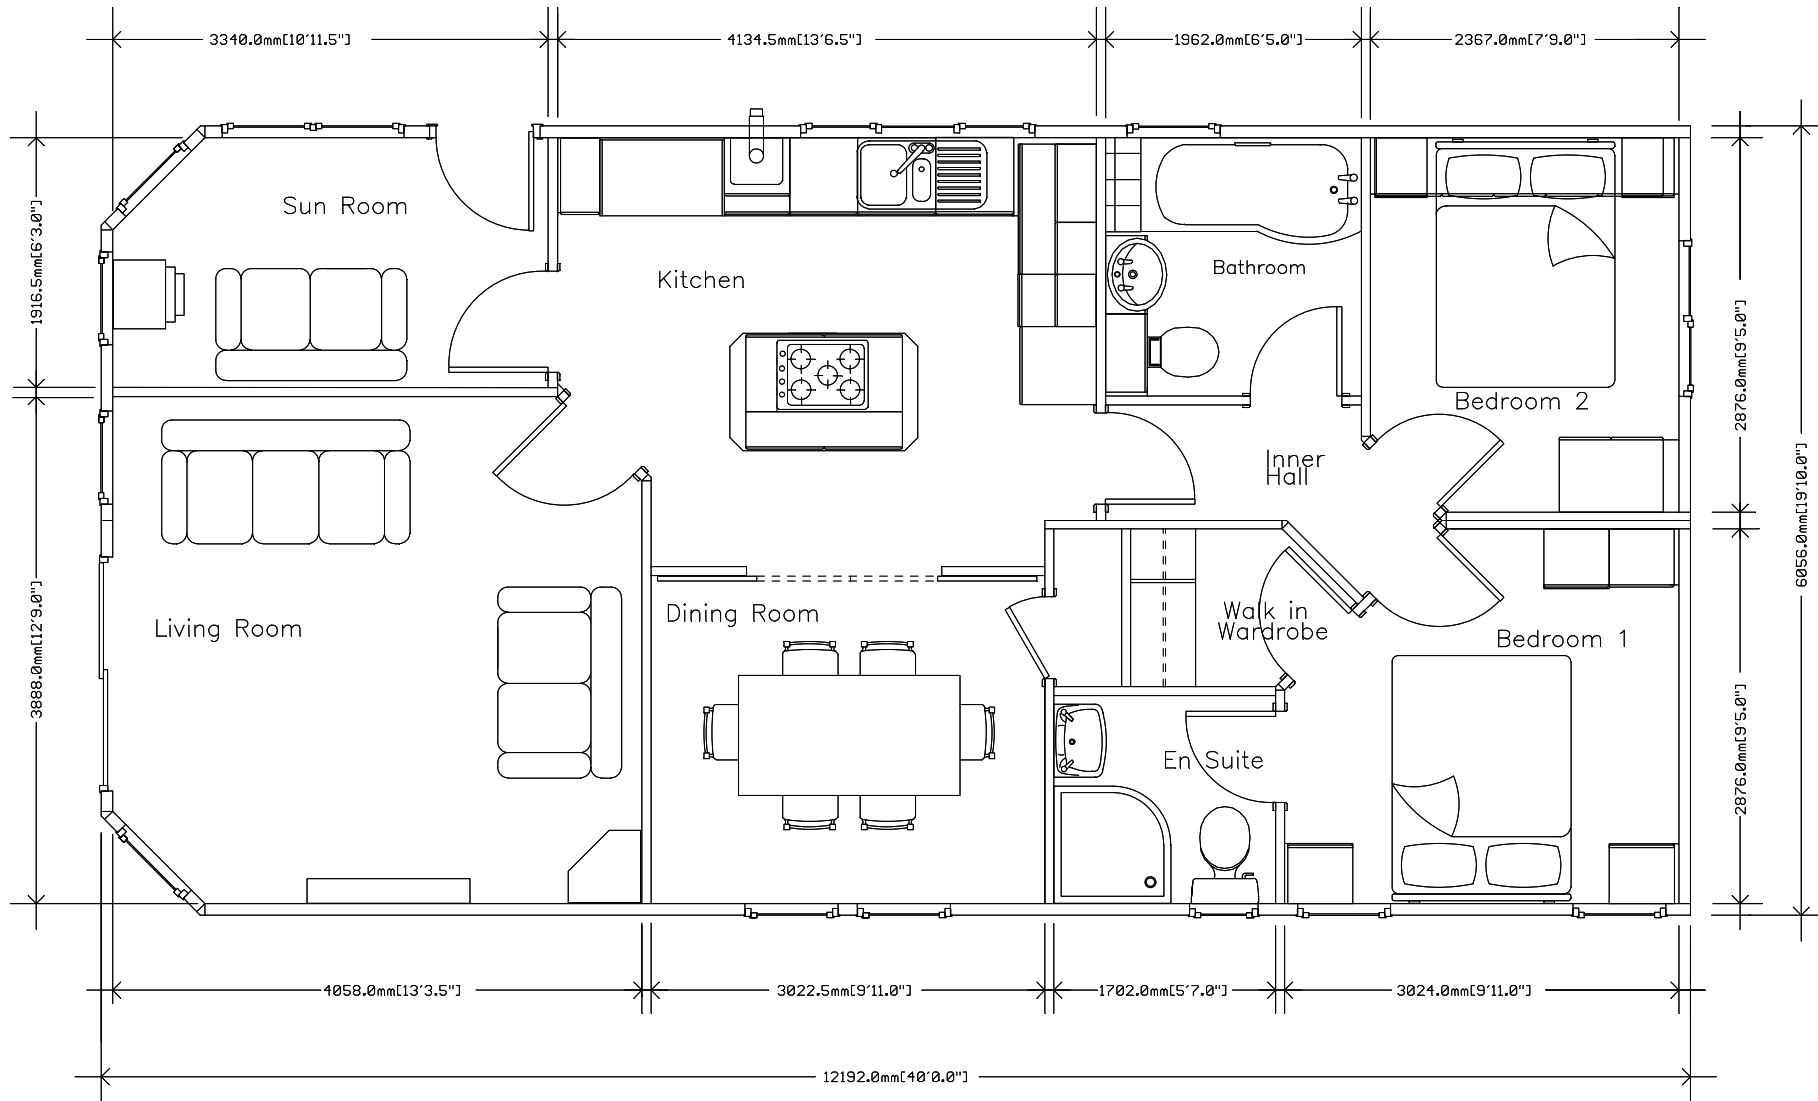 3340.0mm[10'11.5"]
4134.5mm[13'6.5"]
1962.0mm[6'5.0"]
2367.0mm[7'9.0"]
1916.5mm[6'3.0"]
Sun Room
Kitchen
Bathroom
Bedroom 2
2876.0mm[9'5.0"]
6056.0mm[19'10.0"]
Inner
Hall
3888.0mm[12'9.0"]
Living Room
Dining Room
Walk in
Wardrobe
Bedroom 1
En Suite
2876.0mm[9'5.0"]
4058.0mm[13'3.5"]
3022.5mm[9'11.0"]
1702.0mm[5'7.0"]
3024.0mm[9'11.0"]
12192.0mm[40'0.0"]